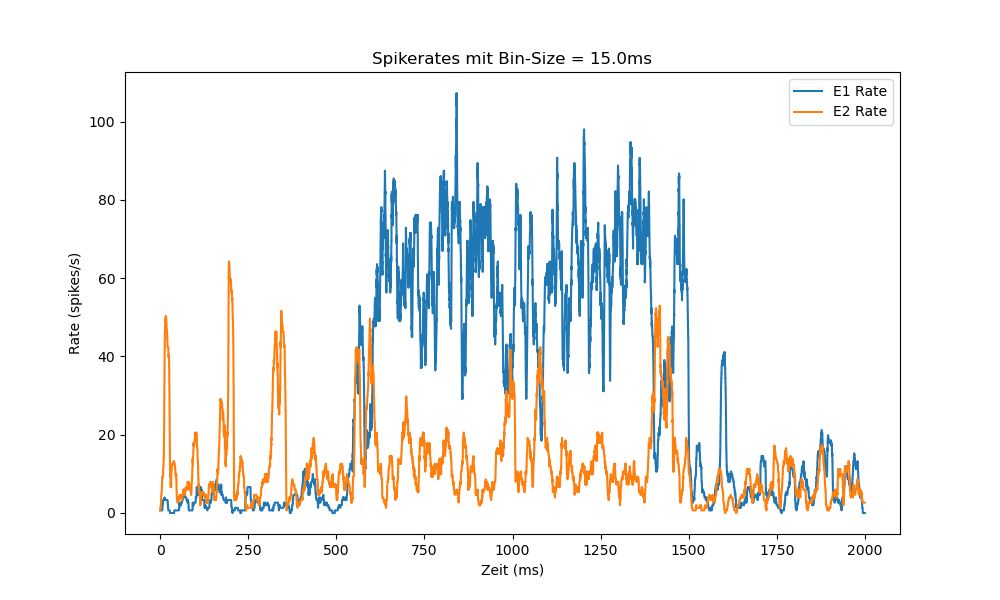 Spikerates mit Bin-Size = 15.0ms
E1 Rate
E2 Rate
Rate (spikes/s)
100
80
60
40
20
0
0 250 500 750 1000 1250 1500 1750 2000
Zeit (ms)